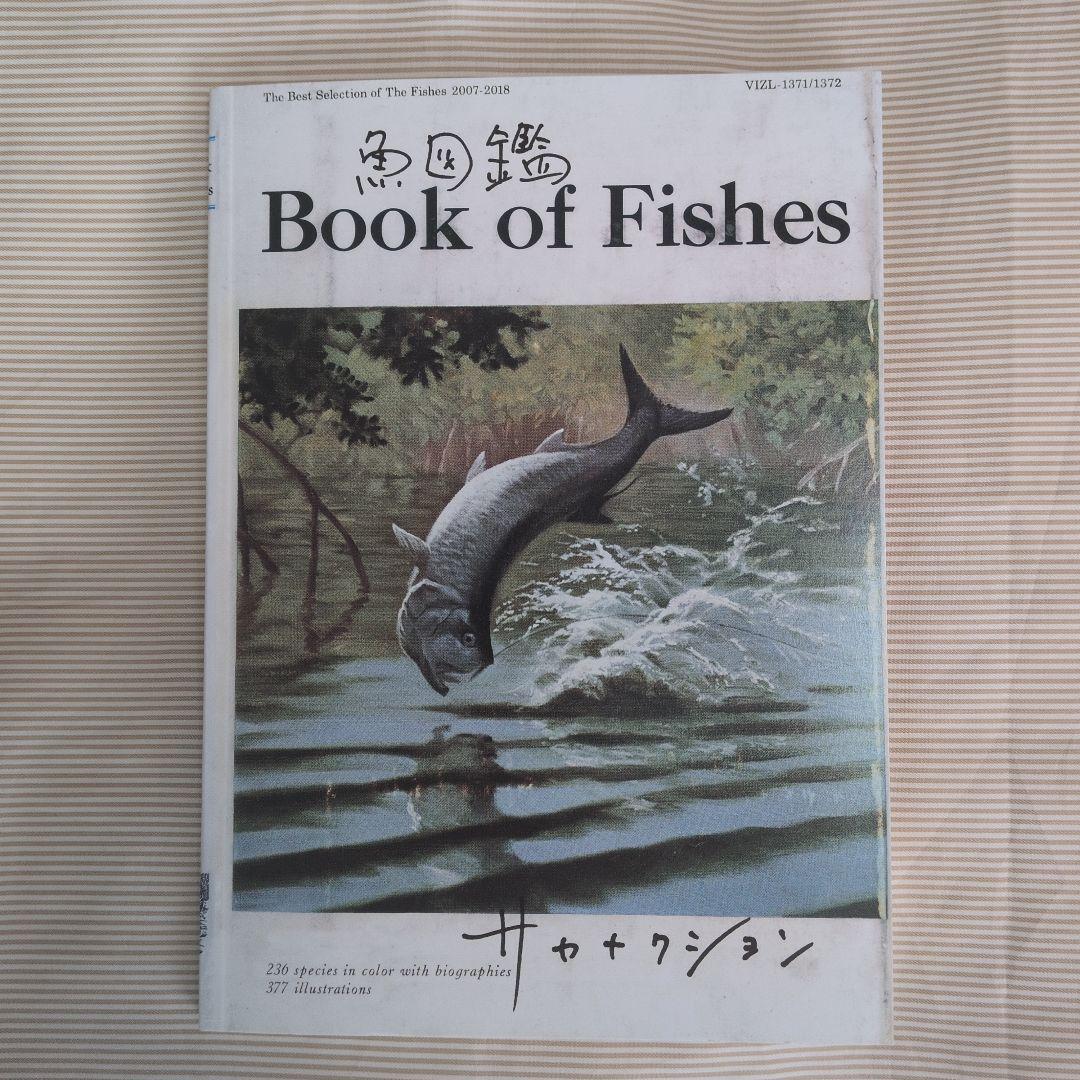 The Best Selection of The Fishes 2007-2018
VIZL-1371/1372
魚図鑑
Book of Fishes
サカナクション
236 species in color with biographies
377 illustrations